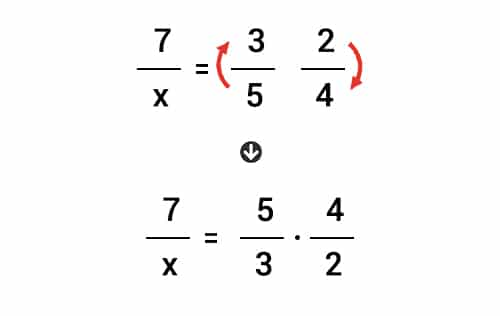 7/x = 3/5 2/4
7/x = 5/3 · 4/2